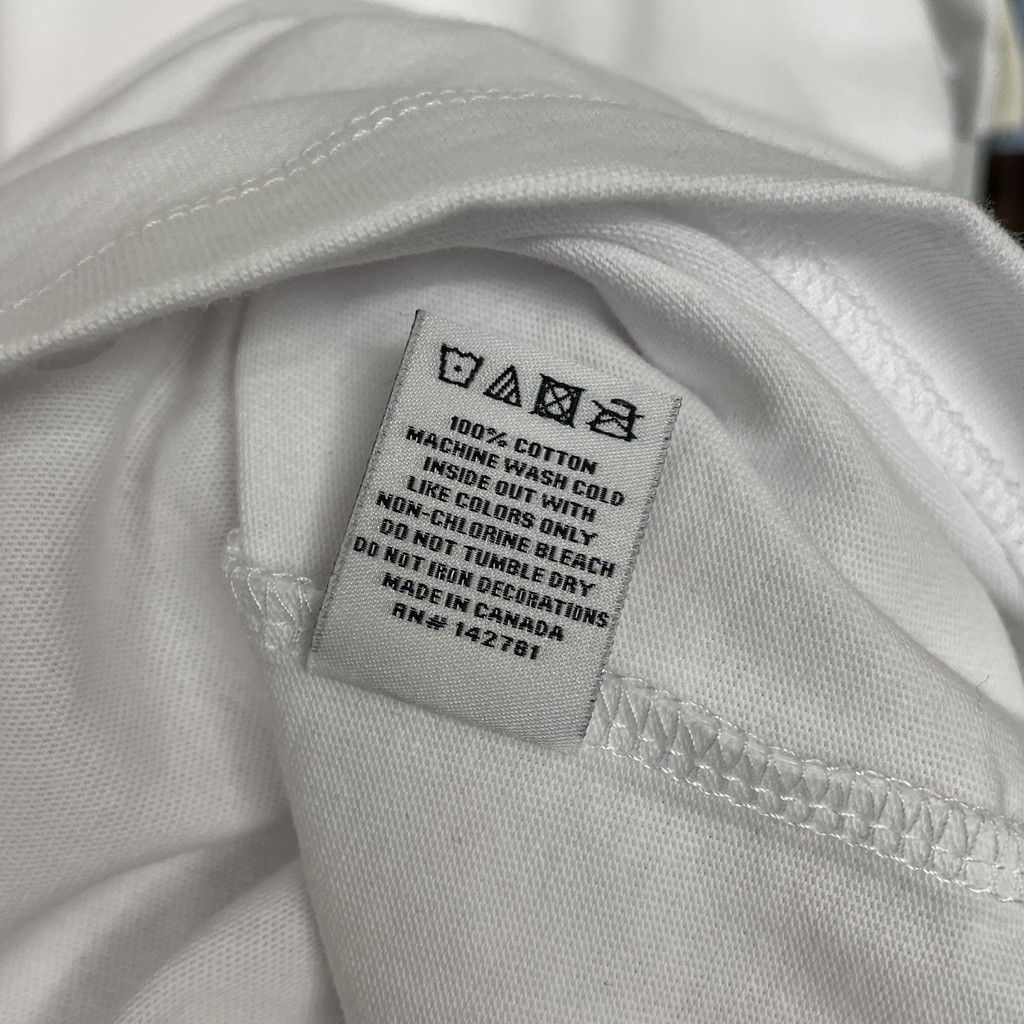 100% COTTON
MACHINE WASH COLD
INSIDE OUT WITH
LIKE COLORS ONLY
NON-CHLORINE BLEACH
DO NOT TUMBLE DRY
DO NOT IRON DECORATIONS
MADE IN CANADA
RN# 142781